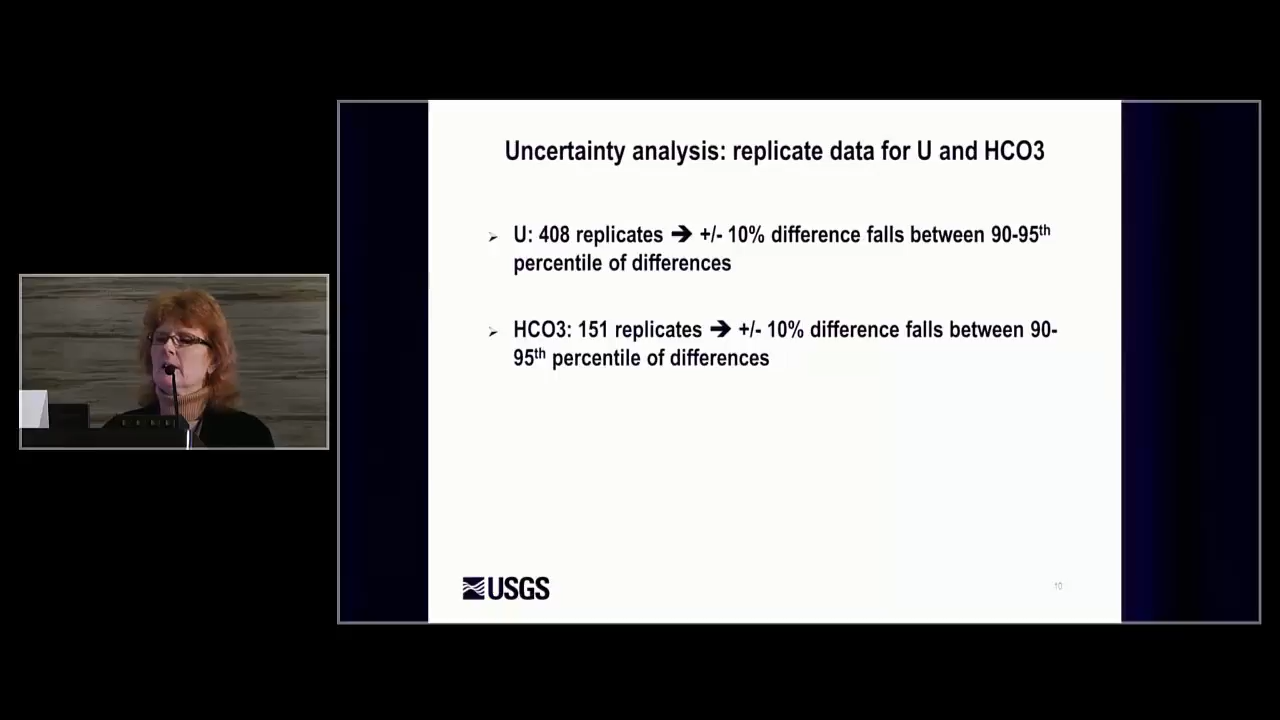 Uncertainty analysis: replicate data for U and HCO3
➢ U: 408 replicates ➔ +/- 10% difference falls between 90-95th
percentile of differences
➢ HCO3: 151 replicates ➔ +/- 10% difference falls between 90-
95th percentile of differences
USGS
10